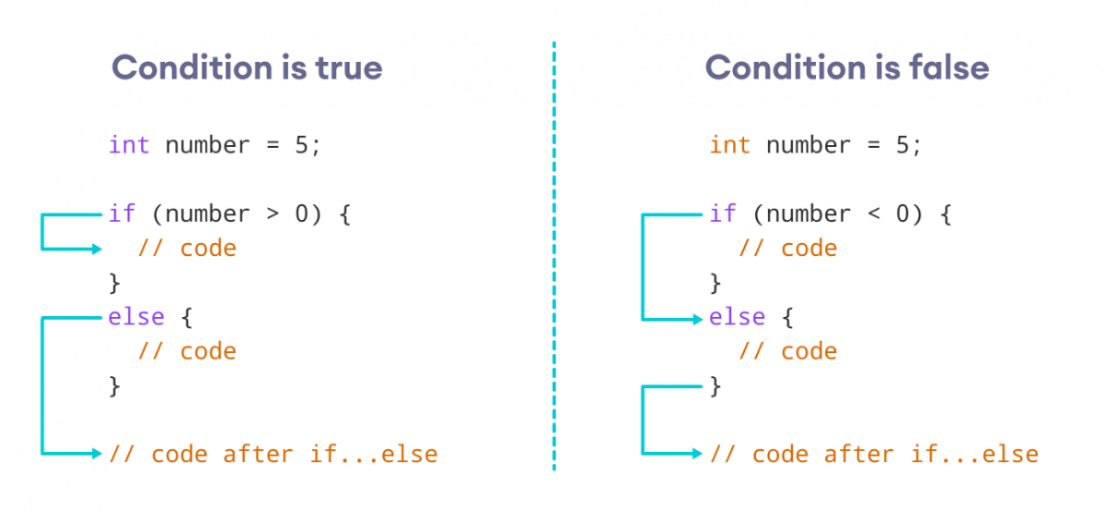 Condition is true
int number = 5;
if (number > 0) {
// code
}
else {
// code
}
// code after if...else
Condition is false
int number = 5;
if (number < 0) {
// code
}
else {
// code
}
// code after if...else